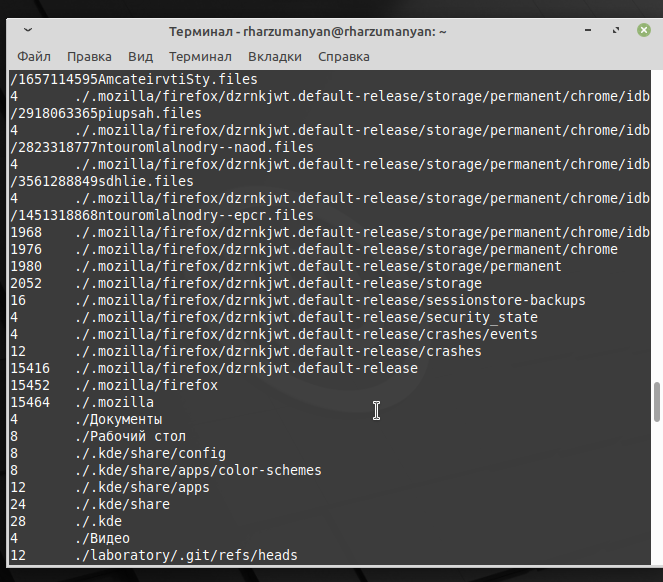 Терминал - rharzumanyan@rharzumanyan: ~
Файл Правка Вид Терминал Вкладки Справка
/1657114595AmcateirvtiSty.files
4 ./.mozilla/firefox/dzrnkjwt.default-release/storage/permanent/chrome/idb
/2918063365piupsah.files
4 ./.mozilla/firefox/dzrnkjwt.default-release/storage/permanent/chrome/idb
/2823318777ntouromlalnodry--naod.files
4 ./.mozilla/firefox/dzrnkjwt.default-release/storage/permanent/chrome/idb
/3561288849sdhlie.files
4 ./.mozilla/firefox/dzrnkjwt.default-release/storage/permanent/chrome/idb
/1451318868ntouromlalnodry--epcr.files
1968 ./.mozilla/firefox/dzrnkjwt.default-release/storage/permanent/chrome/idb
1976 ./.mozilla/firefox/dzrnkjwt.default-release/storage/permanent/chrome
1980 ./.mozilla/firefox/dzrnkjwt.default-release/storage/permanent
2052 ./.mozilla/firefox/dzrnkjwt.default-release/storage
16 ./.mozilla/firefox/dzrnkjwt.default-release/sessionstore-backups
4 ./.mozilla/firefox/dzrnkjwt.default-release/security_state
4 ./.mozilla/firefox/dzrnkjwt.default-release/crashes/events
12 ./.mozilla/firefox/dzrnkjwt.default-release/crashes
15416 ./.mozilla/firefox/dzrnkjwt.default-release
15452 ./.mozilla/firefox
15464 ./.mozilla
4 ./Документы
8 ./Рабочий стол
8 ./.kde/share/config
8 ./.kde/share/apps/color-schemes
12 ./.kde/share/apps
24 ./.kde/share
28 ./.kde
4 ./Видео
12 ./laboratory/.git/refs/heads